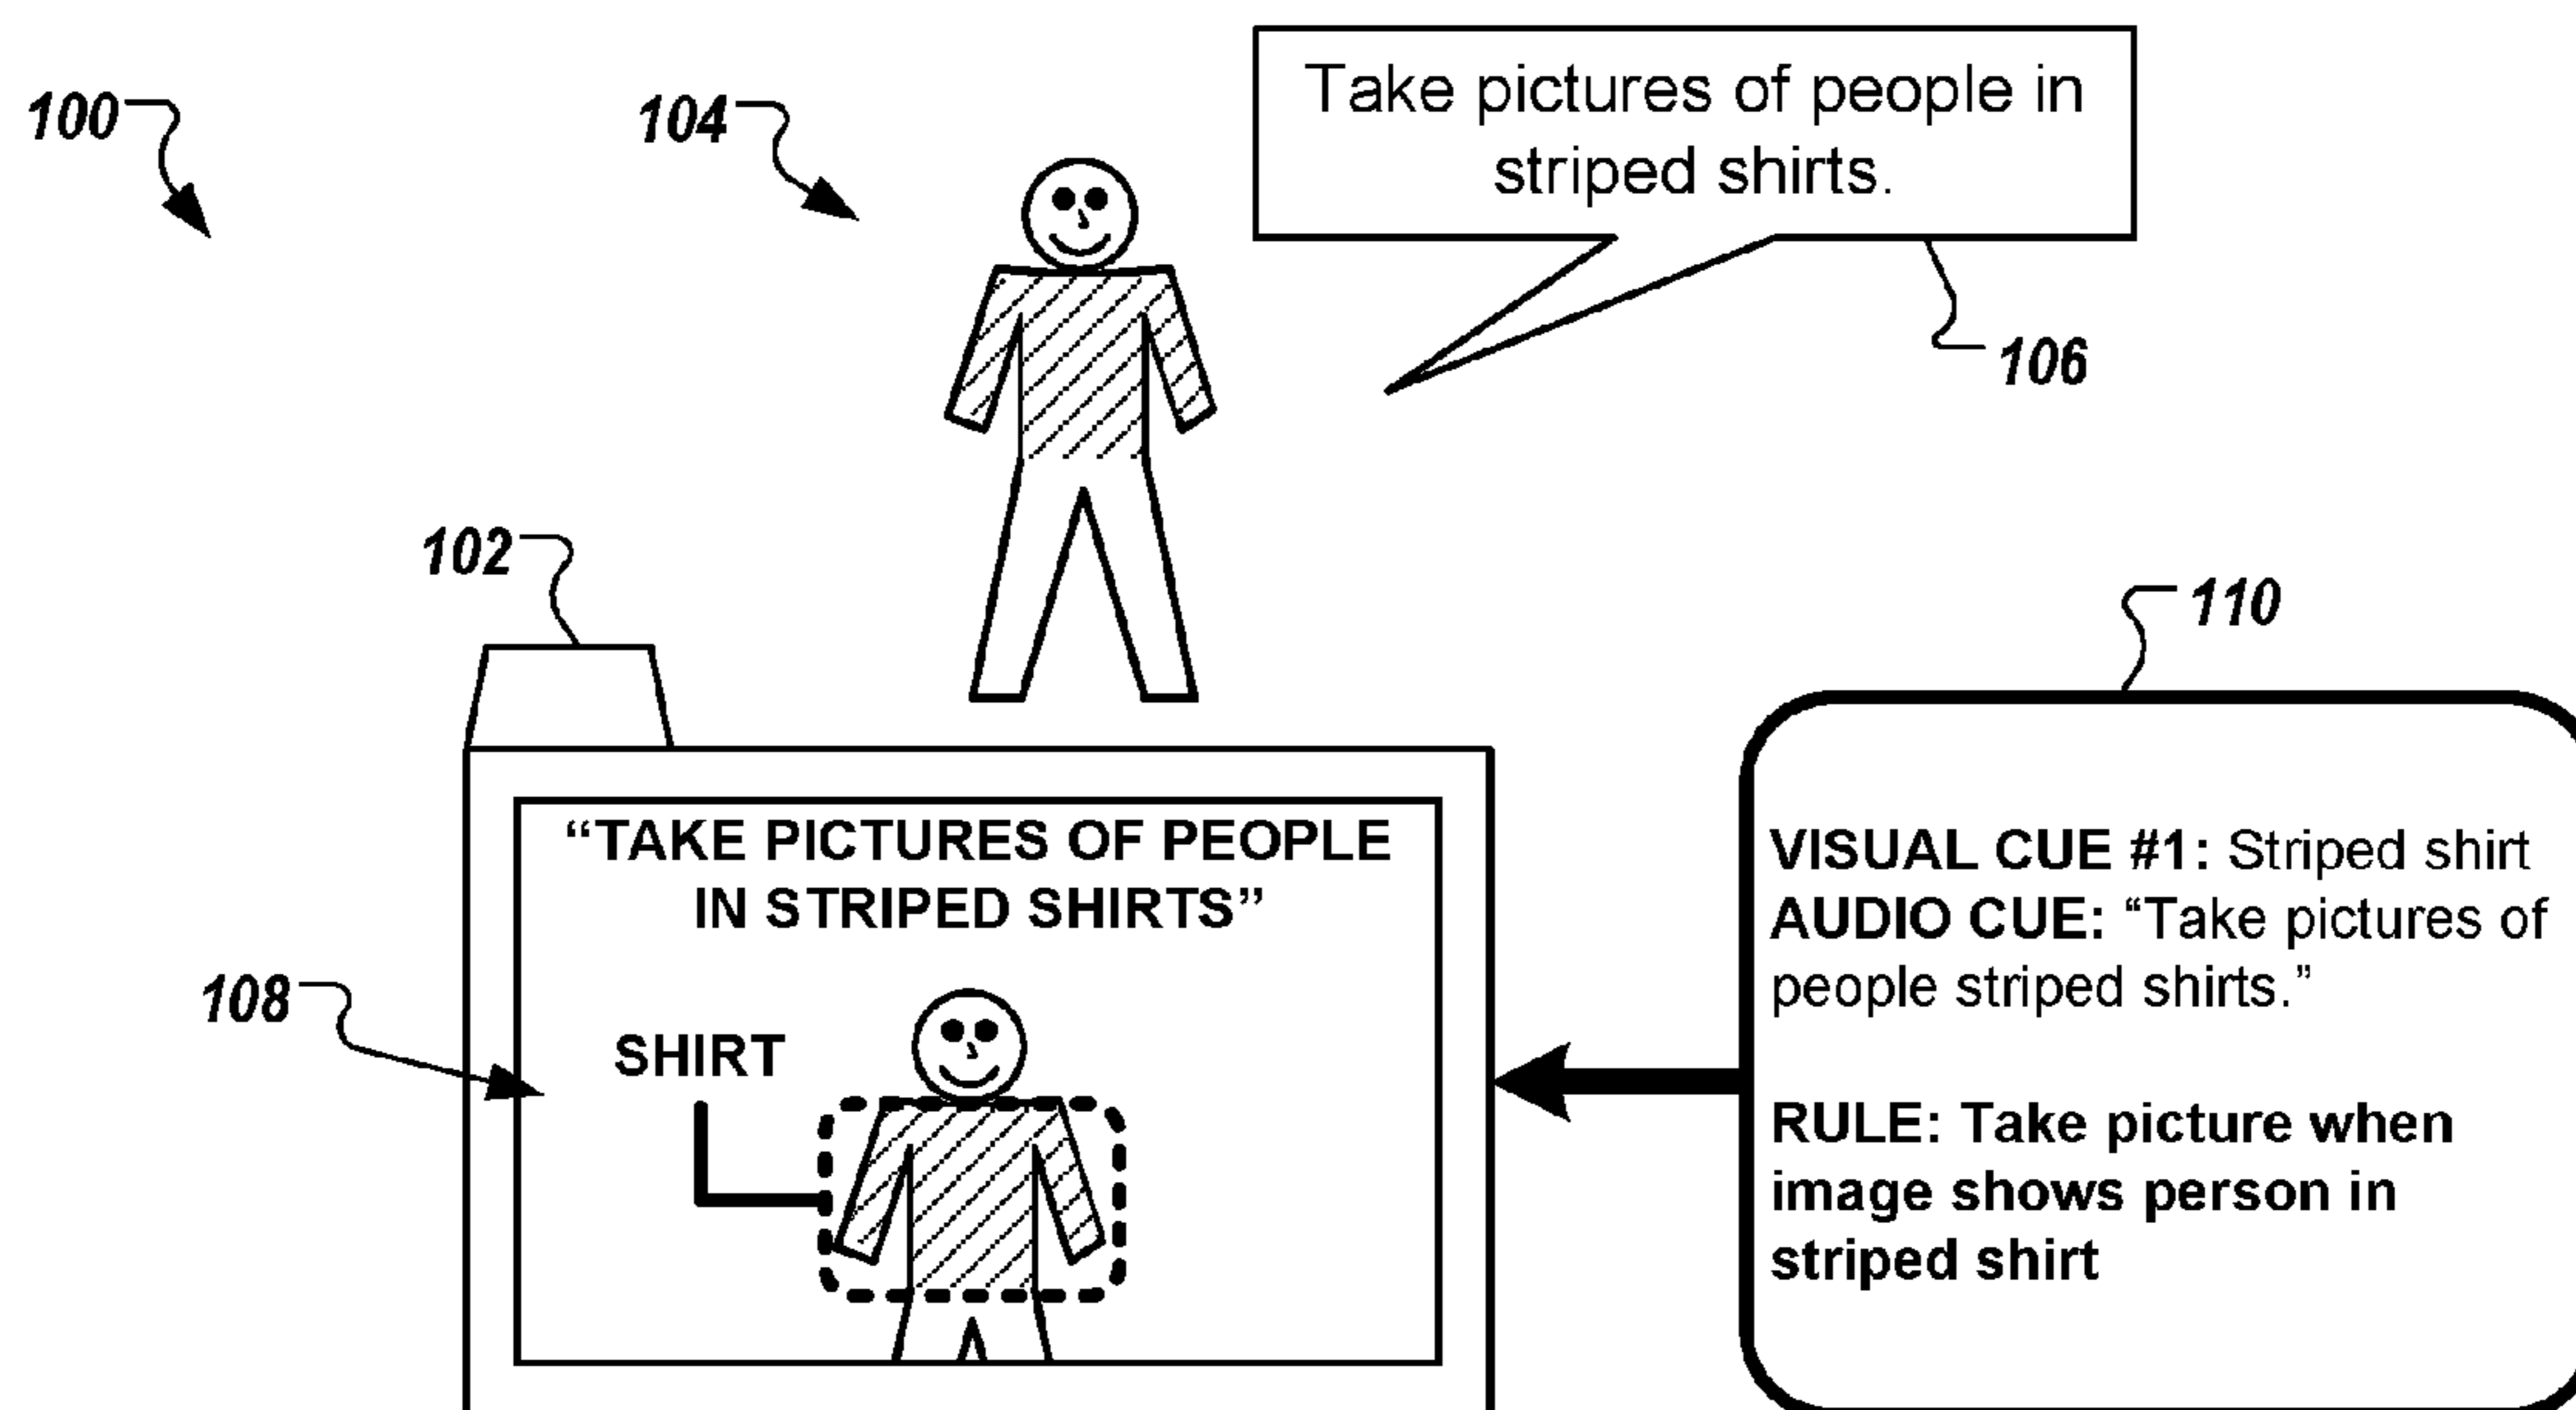 100
104
Take pictures of people in
striped shirts.
106
102
110
“TAKE PICTURES OF PEOPLE
IN STRIPED SHIRTS”
108
SHIRT
VISUAL CUE #1: Striped shirt
AUDIO CUE: “Take pictures of
people striped shirts.”
RULE: Take picture when
image shows person in
striped shirt